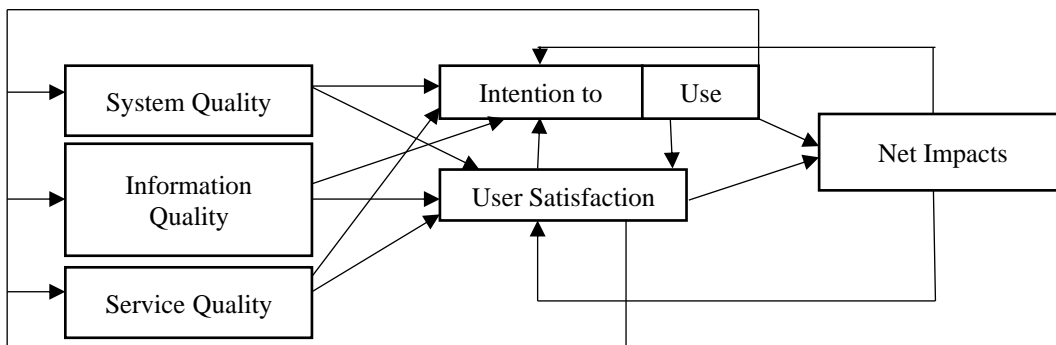 System Quality
Intention to
Use
Net Impacts
Information
Quality
User Satisfaction
Service Quality